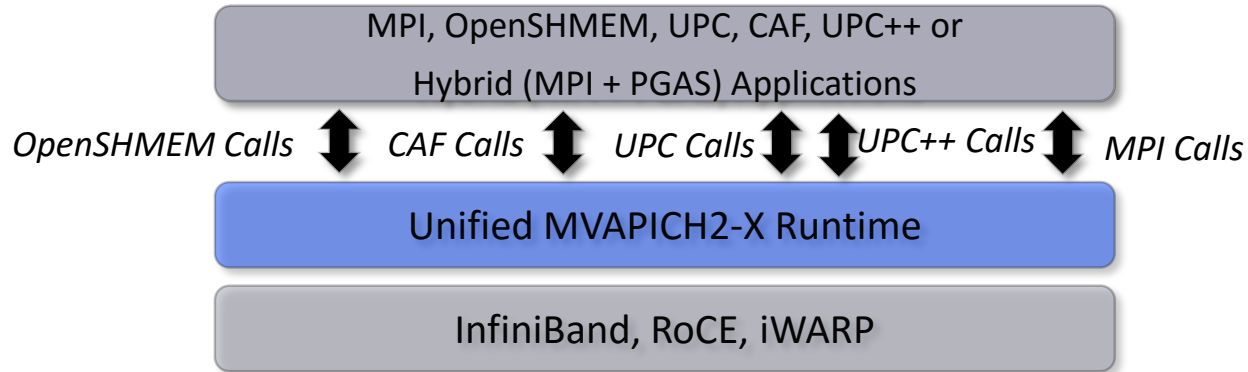 MPI, OpenSHMEM, UPC, CAF, UPC++ or
Hybrid (MPI + PGAS) Applications
OpenSHMEM Calls CAF Calls UPC Calls UPC++ Calls MPI Calls
Unified MVAPICH2-X Runtime
InfiniBand, RoCE, iWARP